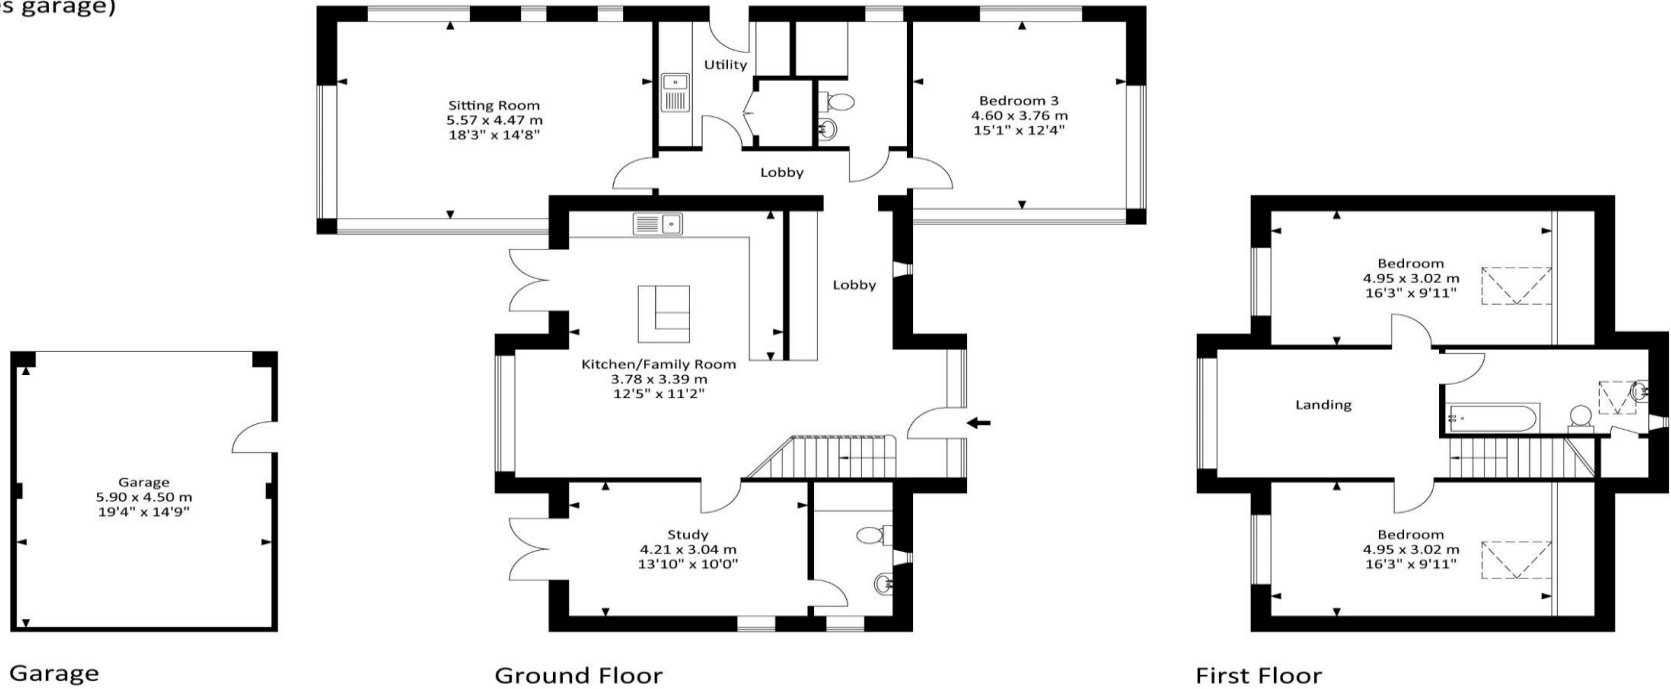 es garage)
Sitting Room
5.57 x 4.47 m
18'3" x 14'8"
Utility
Lobby
Bedroom 3
4.60 x 3.76 m
15'1" x 12'4"
Lobby
Kitchen/Family Room
3.78 x 3.39 m
12'5" x 11'2"
Study
4.21 x 3.04 m
13'10" x 10'0"
Garage
5.90 x 4.50 m
19'4" x 14'9"
Bedroom
4.95 x 3.02 m
16'3" x 9'11"
Landing
Bedroom
4.95 x 3.02 m
16'3" x 9'11"
Garage
Ground Floor
First Floor